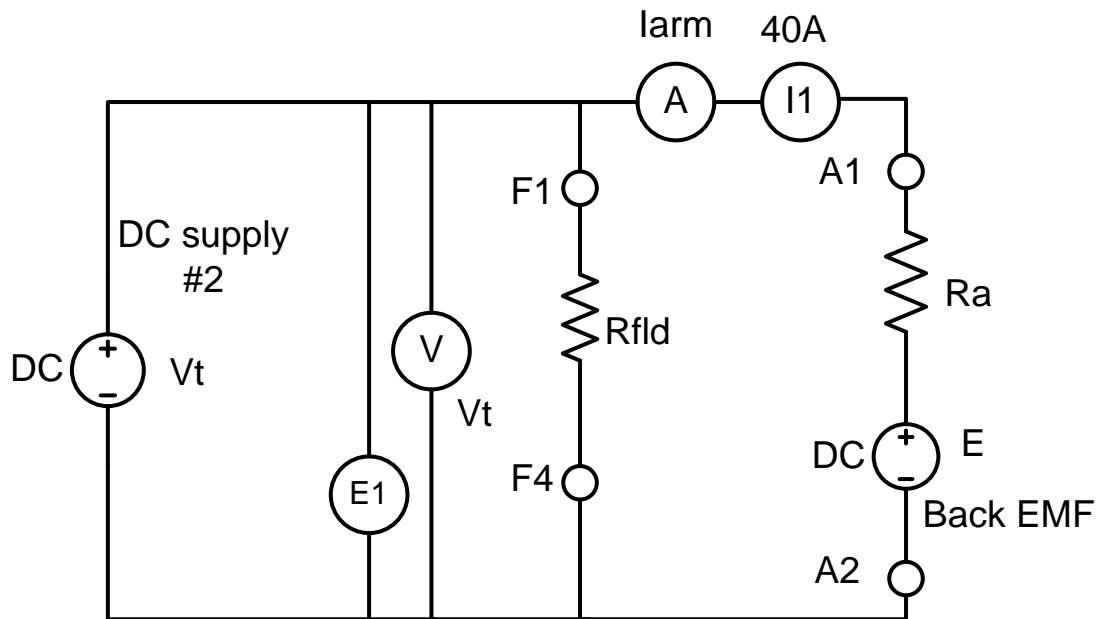 Iarm
40A
A
I1
A1
F1
DC supply
#2
Ra
Rfld
V
DC
+
−
Vt
Vt
E
DC
+
−
F4
E1
Back EMF
A2